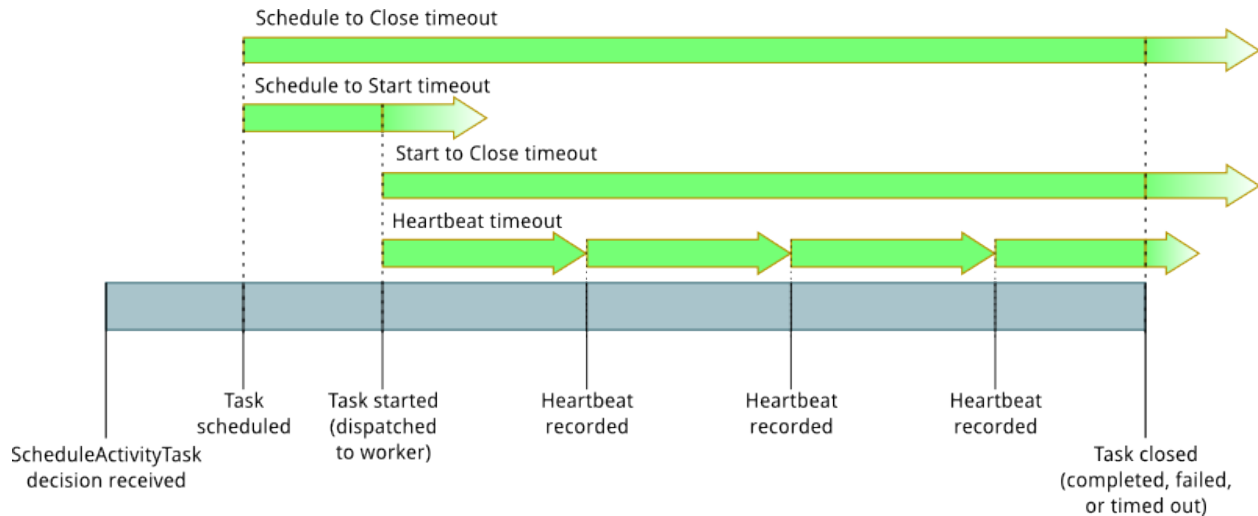 Schedule to Close timeout
Schedule to Start timeout
Start to Close timeout
Heartbeat timeout
Task
scheduled
Task started
(dispatched
to worker)
Heartbeat
recorded
Heartbeat
recorded
Heartbeat
recorded
ScheduleActivityTask
decision received
Task closed
(completed, failed,
or timed out)